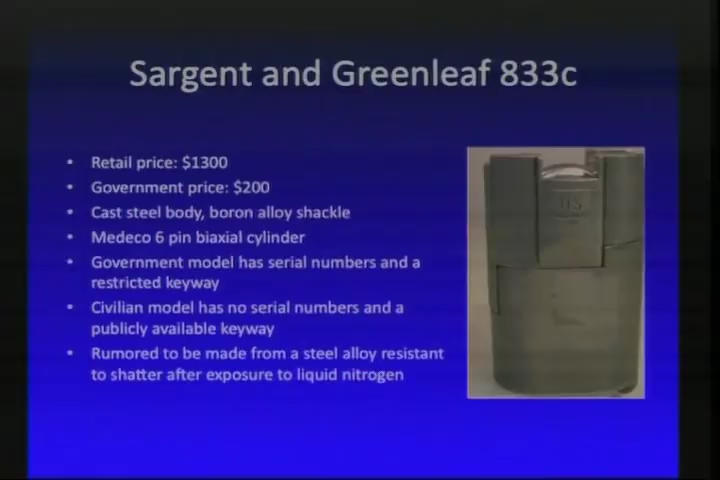 Sargent and Greenleaf 833c
• Retail price: $1300
• Government price: $200
• Cast steel body, boron alloy shackle
• Medeco 6 pin biaxial cylinder
• Government model has serial numbers and a
restricted keyway
• Civilian model has no serial numbers and a
publicly available keyway
• Rumored to be made from a steel alloy resistant
to shatter after exposure to liquid nitrogen
US